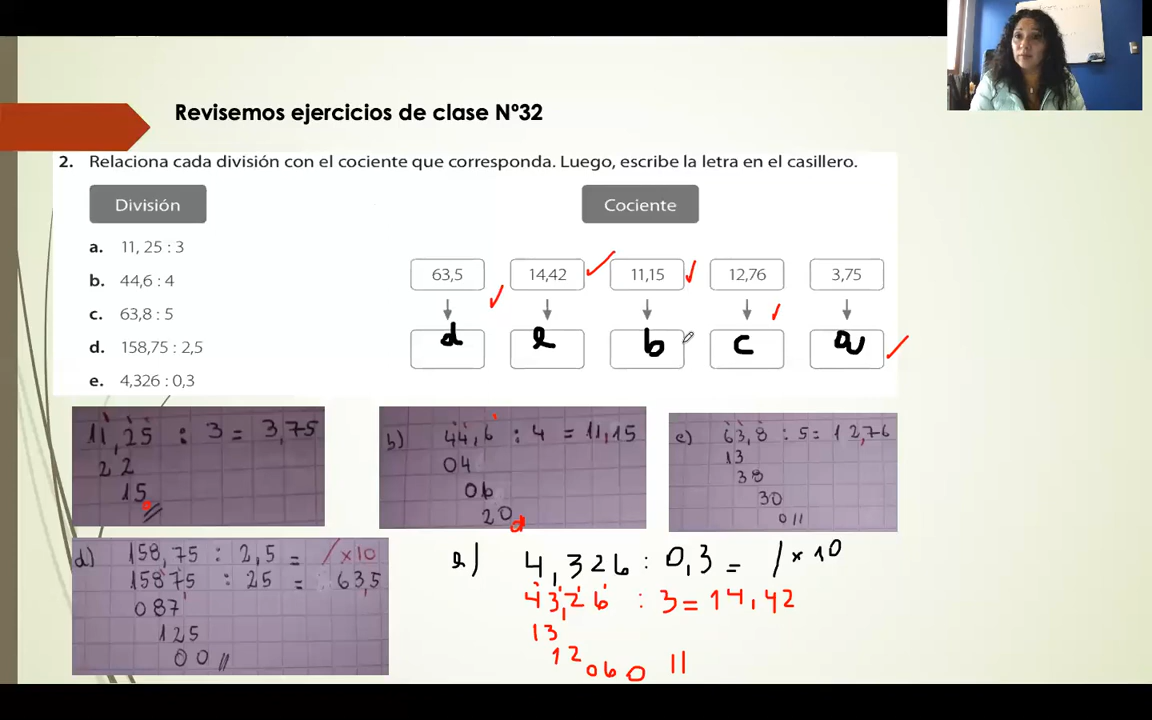 Revisemos ejercicios de clase Nº32
2. Relaciona cada división con el cociente que corresponda. Luego, escribe la letra en el casillero.
División
Cociente
a. 11, 25 : 3
b. 44,6 : 4
c. 63,8 : 5
d. 158,75 : 2,5
e. 4,326 : 0,3
63,5 14,42 11,15 12,76 3,75
d e b c a
11,25 : 3 = 3,75
22
15
b) 44,6 : 4 = 11,15
04
06
20
c) 63,8 : 5 = 12,76
13
38
30
0
d) 158,75 : 2,5 = / x10
15875 : 25 = 63,5
087
125
00
e) 4,326 : 0,3 = / x 10
43,26 : 3 = 14,42
13
12
060